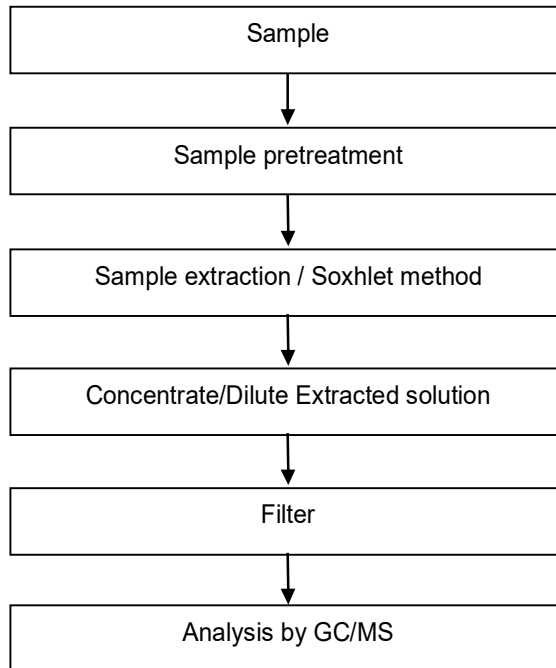 Sample
Sample pretreatment
Sample extraction / Soxhlet method
Concentrate/Dilute Extracted solution
Filter
Analysis by GC/MS